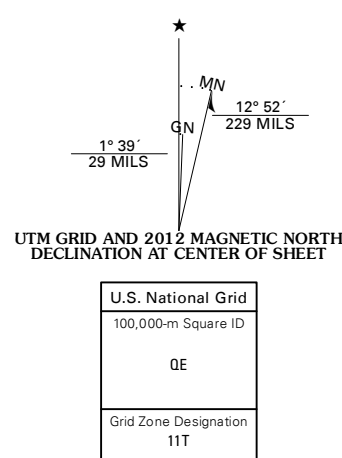 ★
MN
GN
12° 52´
229 MILS
1° 39´
29 MILS
UTM GRID AND 2012 MAGNETIC NORTH
DECLINATION AT CENTER OF SHEET
U.S. National Grid
100,000-m Square ID
QE
Grid Zone Designation
11T